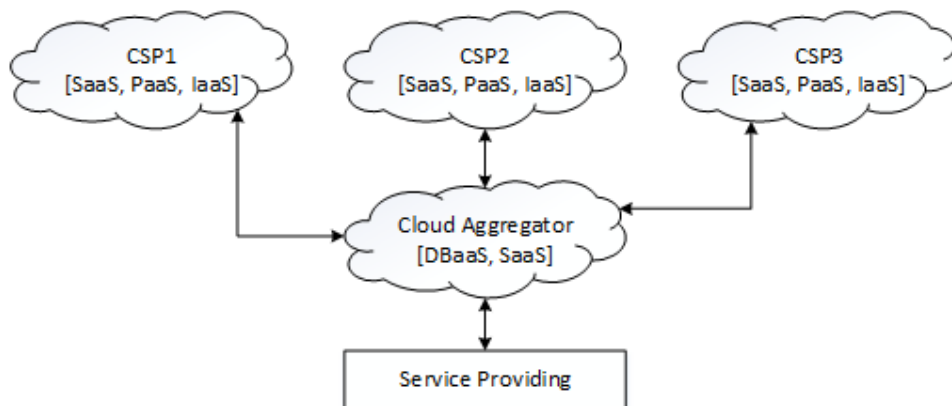 CSP1
[SaaS, PaaS, IaaS]
CSP2
[SaaS, PaaS, IaaS]
CSP3
[SaaS, PaaS, IaaS]
Cloud Aggregator
[DBaaS, SaaS]
Service Providing